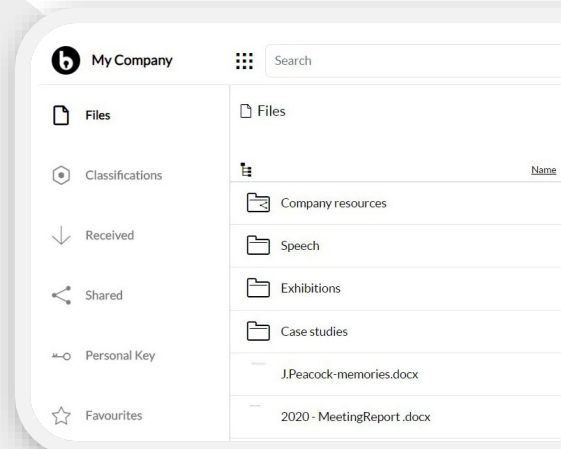 My Company
Search
Files
Classifications
Received
Shared
Personal Key
Favourites
Files
Name
Company resources
Speech
Exhibitions
Case studies
J.Peacock-memories.docx
2020 - MeetingReport .docx